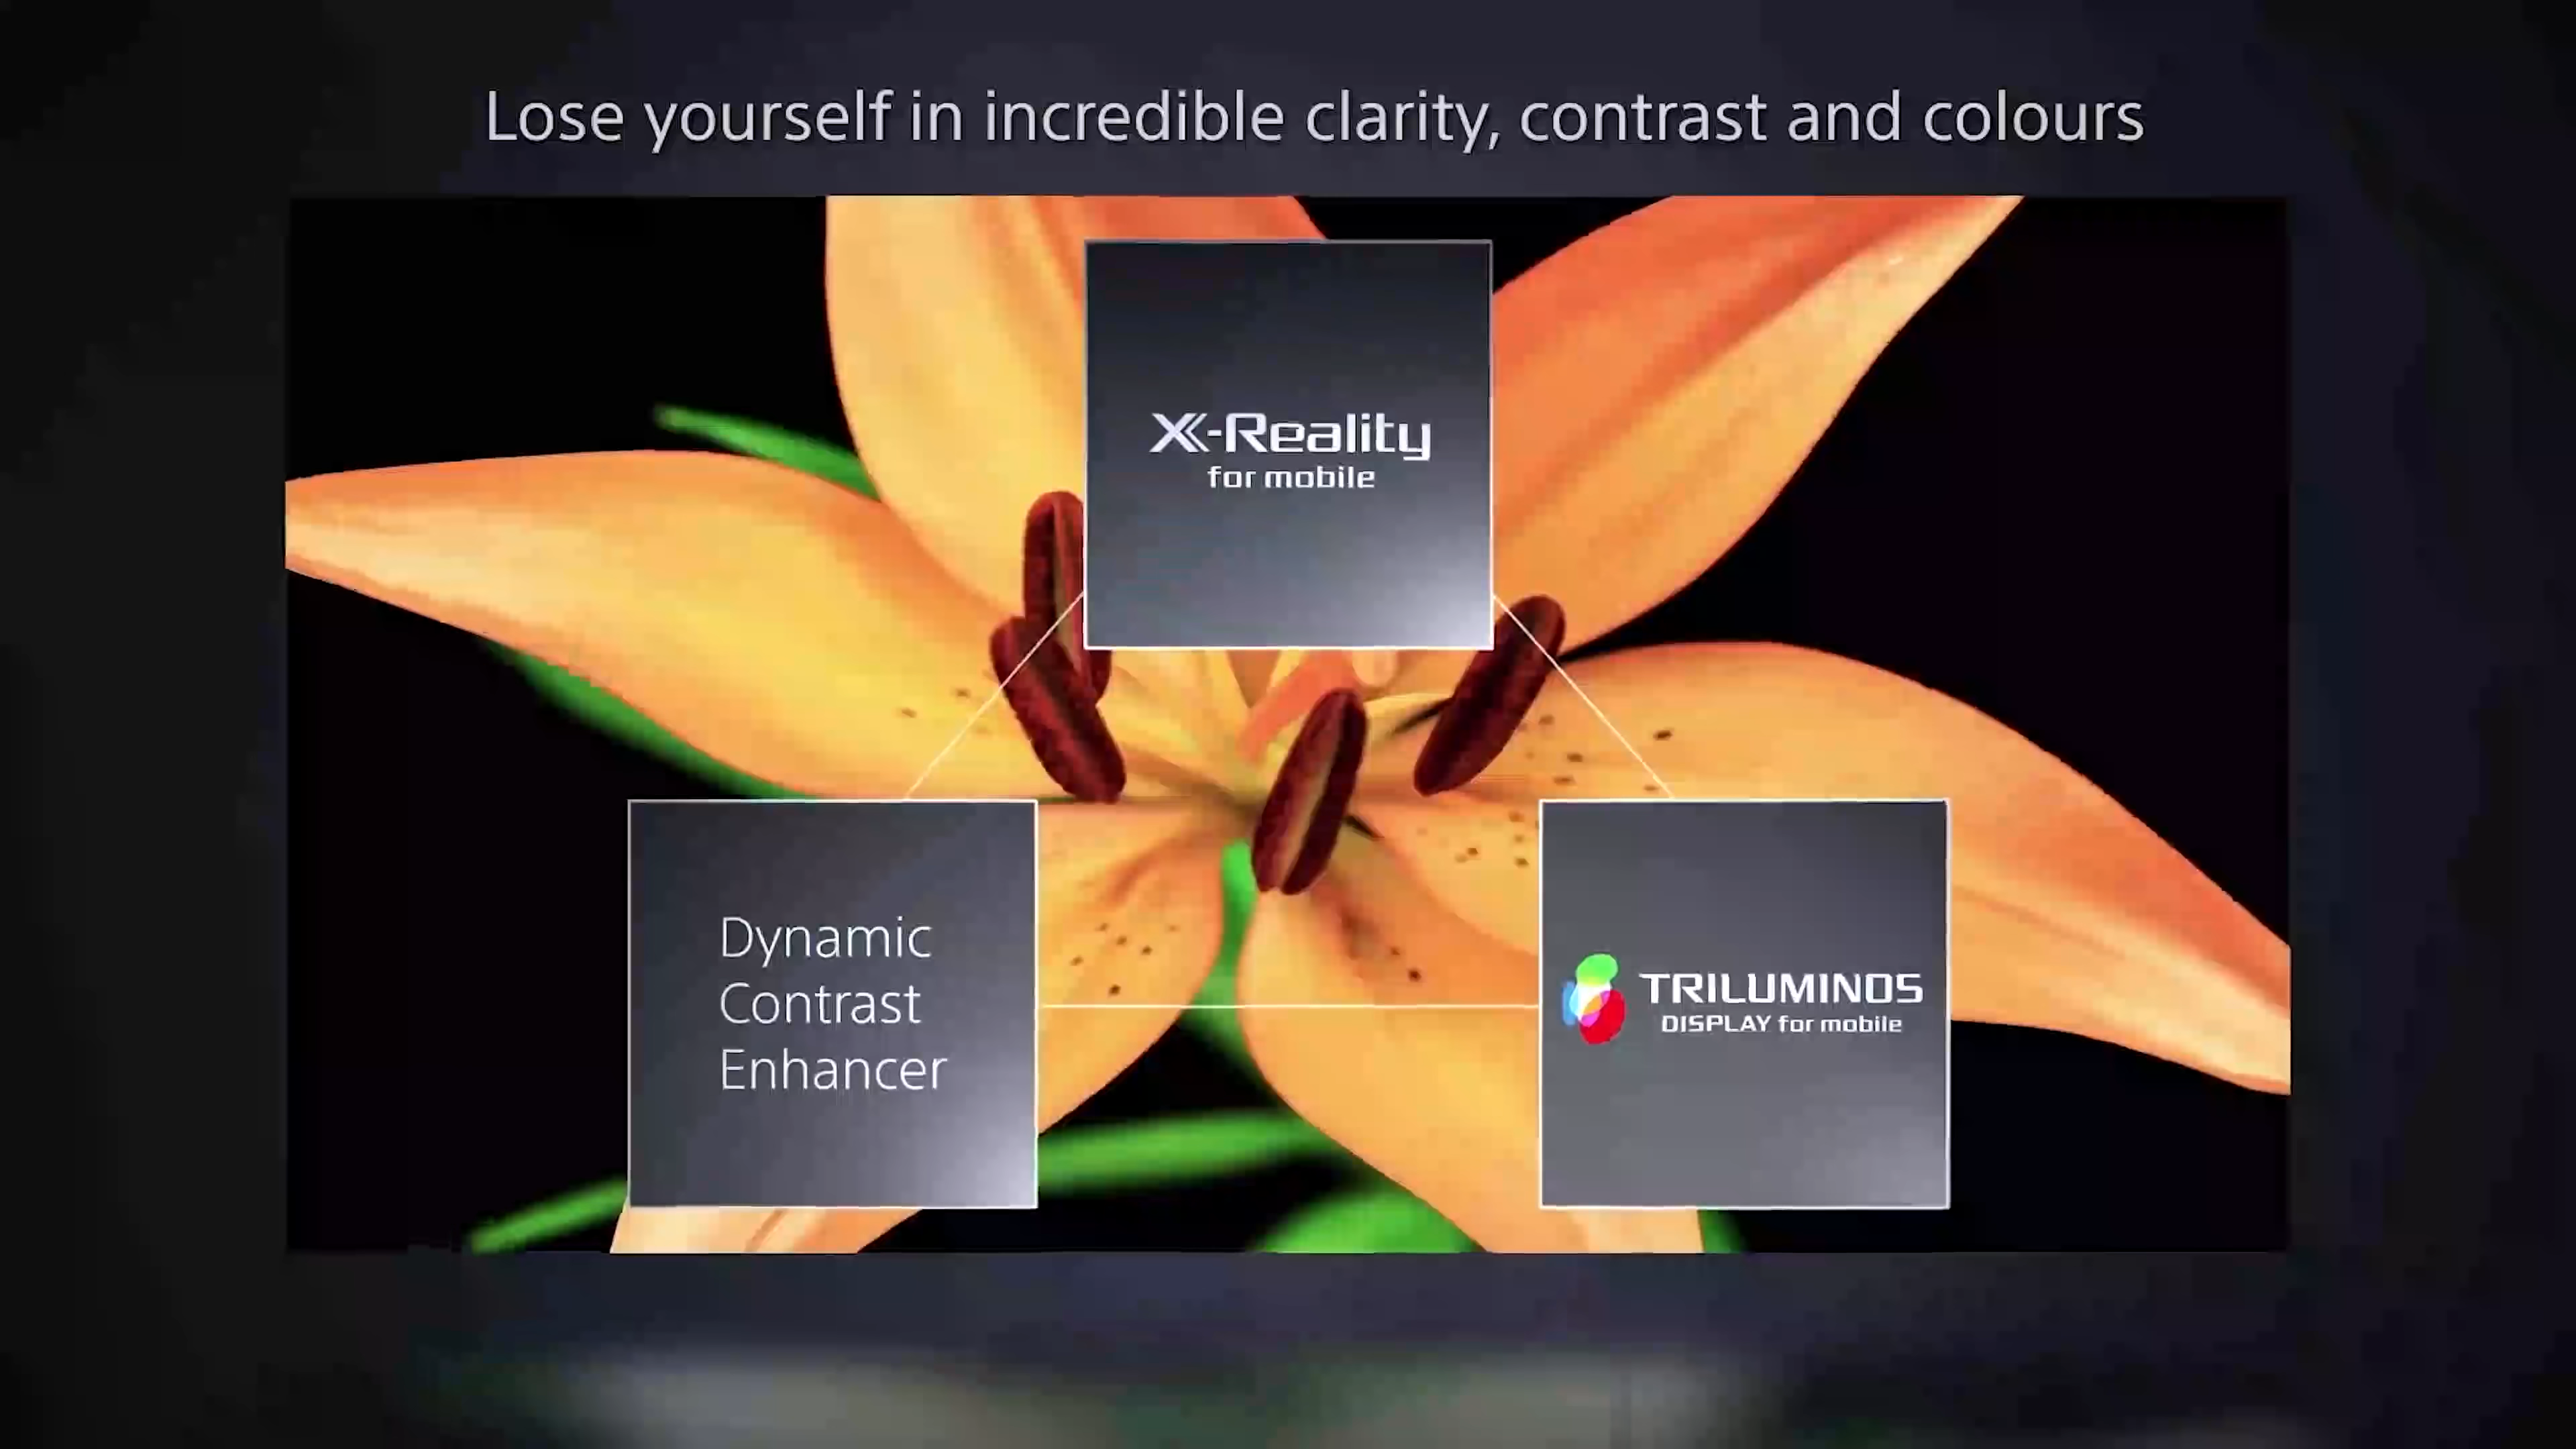 Lose yourself in incredible clarity, contrast and colours
X-Reality
for mobile
Dynamic
Contrast
Enhancer
TRILUMINOS
DISPLAY for mobile